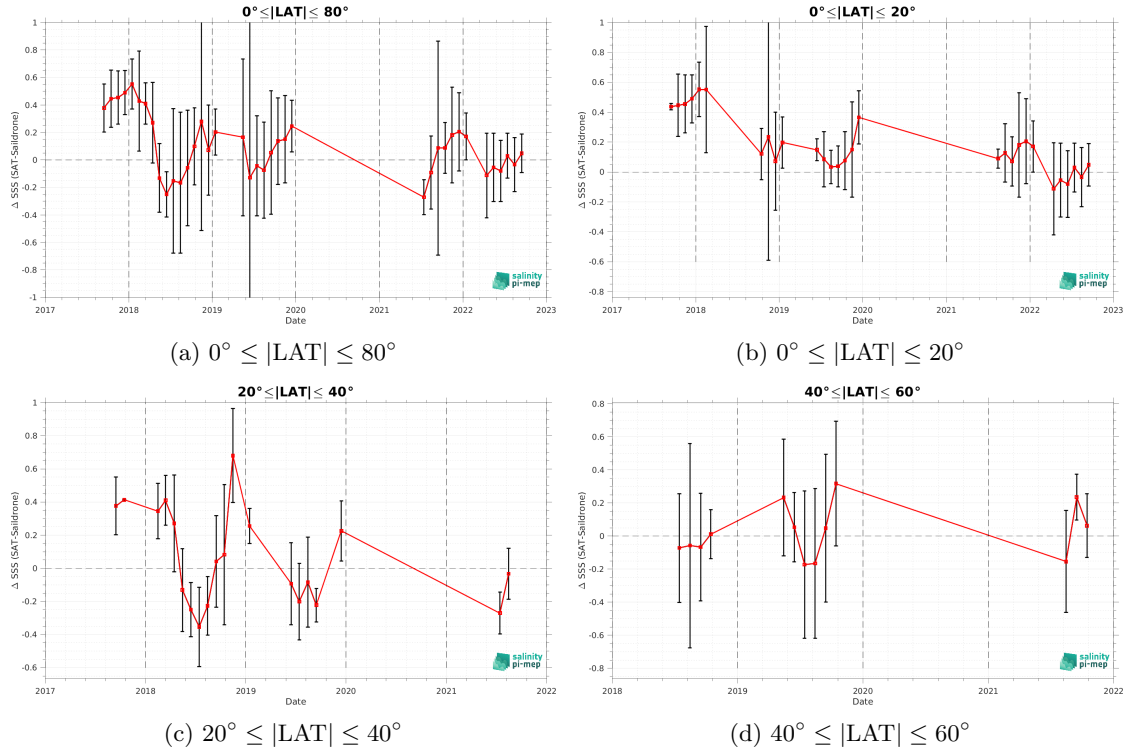 0°≤|LAT|≤ 80°
1
0.8
0.6
0.4
0.2
0
-0.2
-0.4
-0.6
-0.8
-1
Δ SSS (SAT-Saildrone)
2017
2018
2019
2020
2021
2022
2023
Date
salinity
pi-mep
(a) 0° ≤ |LAT| ≤ 80°
0°≤|LAT|≤ 20°
1
0.8
0.6
0.4
0.2
0
-0.2
-0.4
-0.6
-0.8
Δ SSS (SAT-Saildrone)
2017
2018
2019
2020
2021
2022
2023
Date
salinity
pi-mep
(b) 0° ≤ |LAT| ≤ 20°
20°≤|LAT|≤ 40°
1
0.8
0.6
0.4
0.2
0
-0.2
-0.4
-0.6
Δ SSS (SAT-Saildrone)
2017
2018
2019
2020
2021
2022
Date
salinity
pi-mep
(c) 20° ≤ |LAT| ≤ 40°
40°≤|LAT|≤ 60°
0.8
0.6
0.4
0.2
0
-0.2
-0.4
-0.6
-0.8
Δ SSS (SAT-Saildrone)
2018
2019
2020
2021
2022
Date
salinity
pi-mep
(d) 40° ≤ |LAT| ≤ 60°